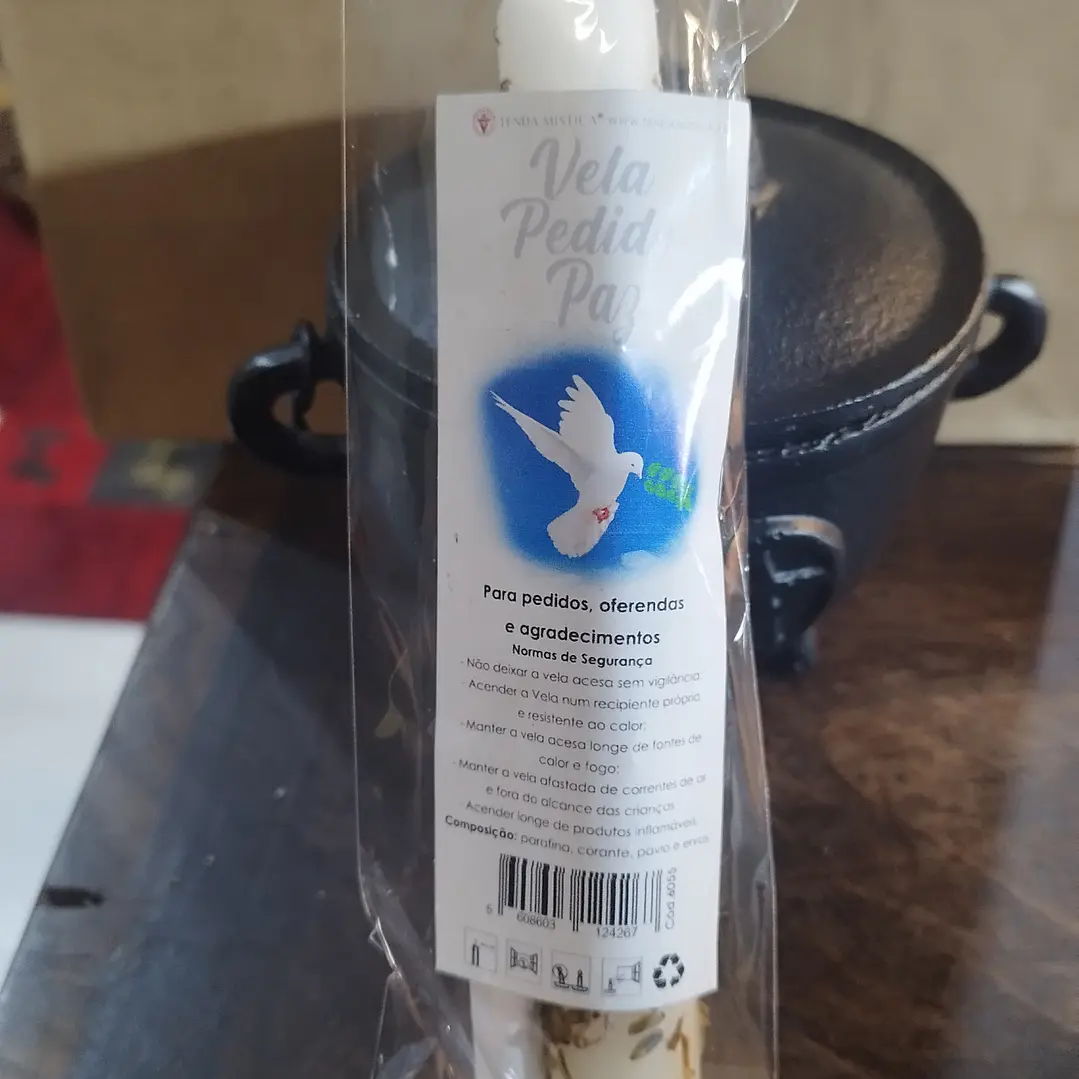 TENDA MÍSTICA®
Vela
Pedid
Paz
Para pedidos, oferendas
e agradecimentos
Normas de Segurança
- Não deixar a vela acesa sem vigilância;
- Acender a Vela num recipiente próprio
e resistente ao calor;
- Manter a vela acesa longe de fontes de
calor e fogo;
- Manter a vela afastada de correntes de ar
e fora do alcance das crianças
- Acender longe de produtos inflamáveis.
Composição: parafina, corante, pavio e ervas
5 608603 124267
Cod.6055